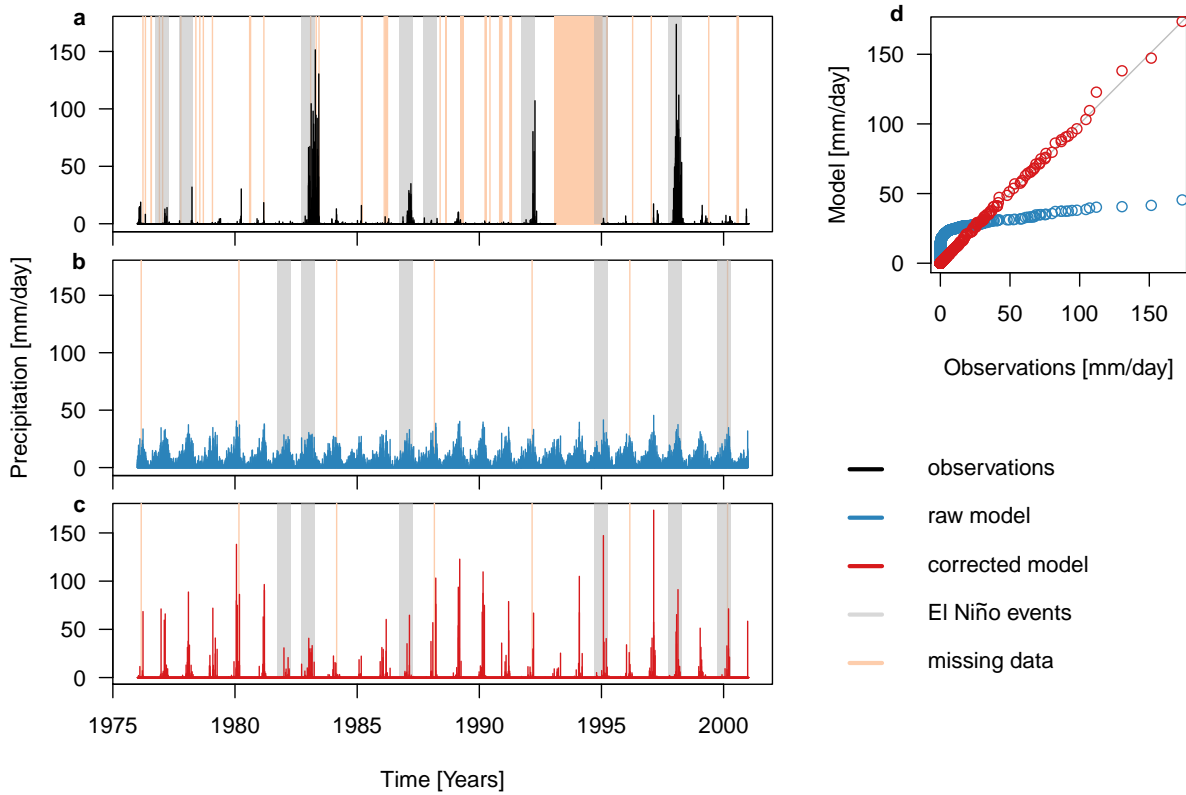 a
150
100
50
0
b
150
100
50
0
c
150
100
50
0
1975 1980 1985 1990 1995 2000
Time [Years]
Precipitation [mm/day]
d
150
100
50
0
0 50 100 150
Model [mm/day]
Observations [mm/day]
observations
raw model
corrected model
El Niño events
missing data